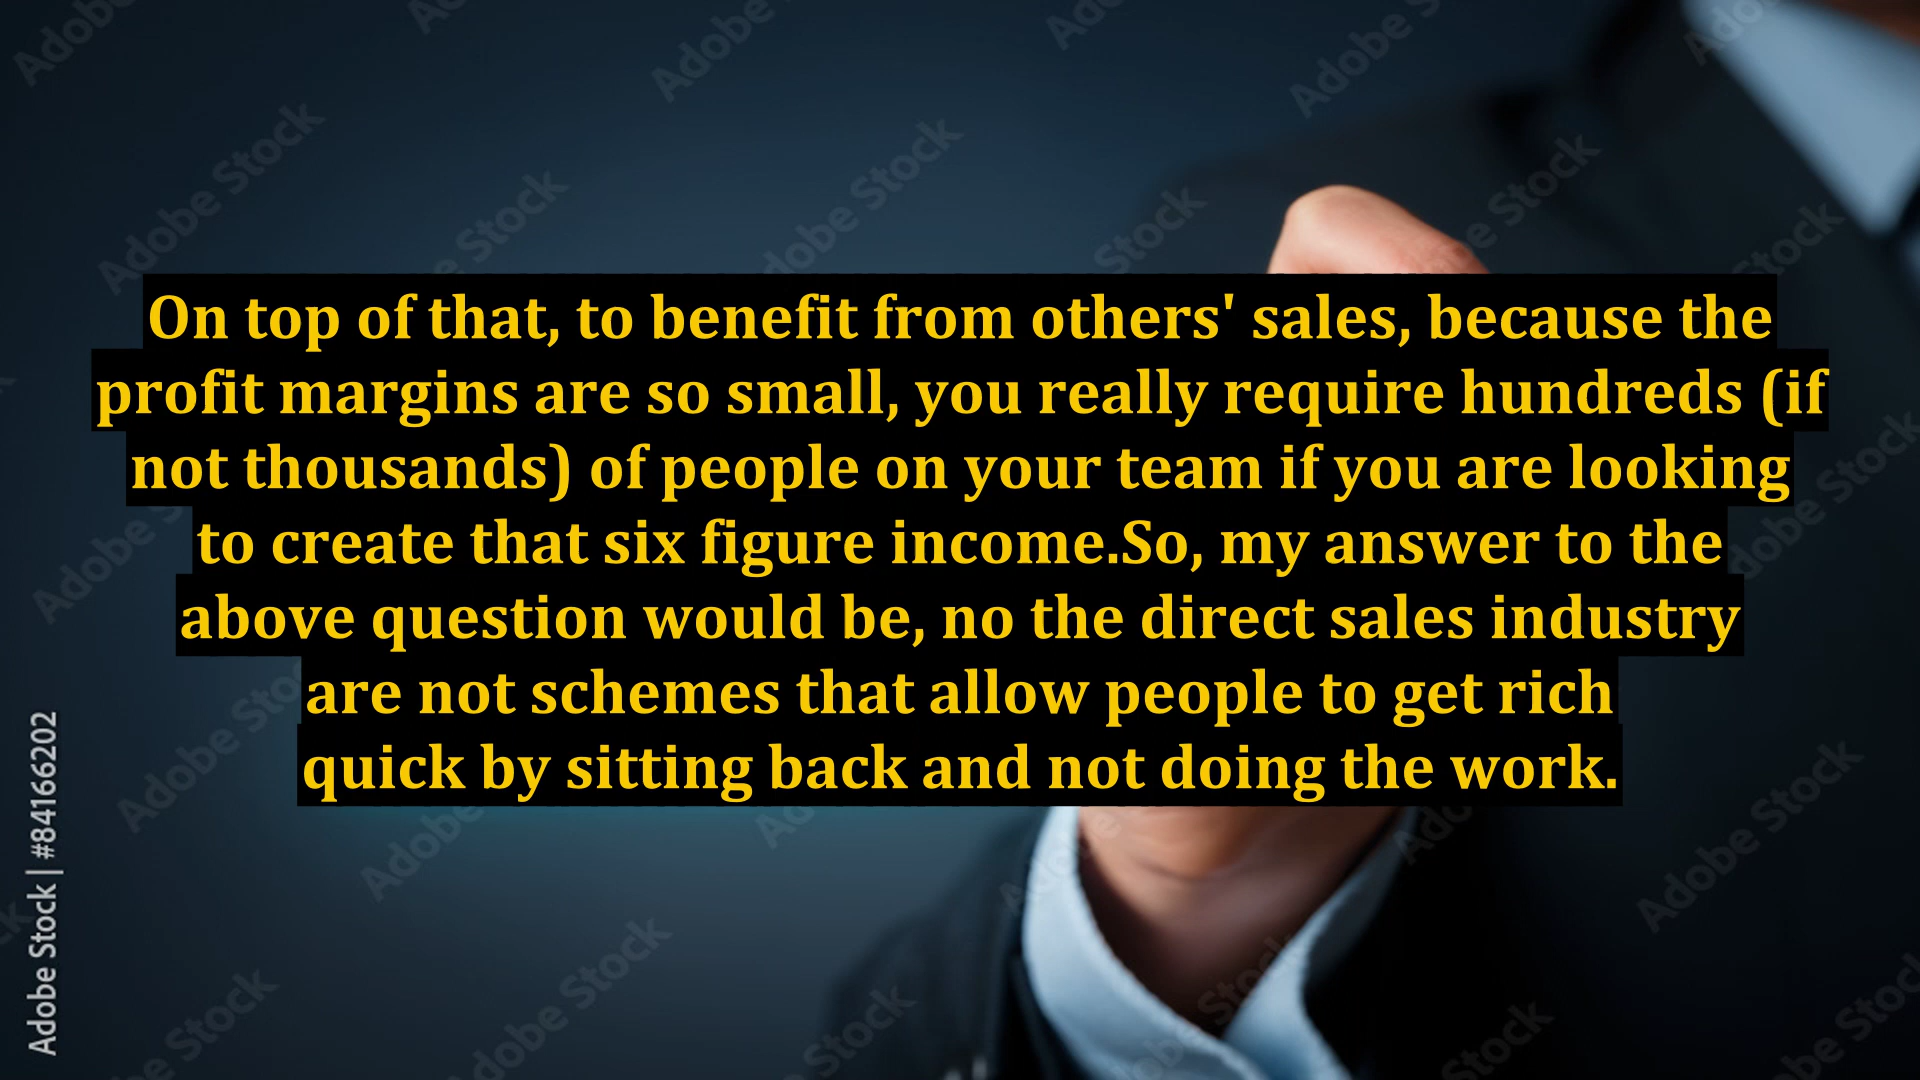 On top of that, to benefit from others' sales, because the
profit margins are so small, you really require hundreds (if
not thousands) of people on your team if you are looking
to create that six figure income.So, my answer to the
above question would be, no the direct sales industry
are not schemes that allow people to get rich
quick by sitting back and not doing the work.
Adobe Stock | #84166202
Adobe Stock